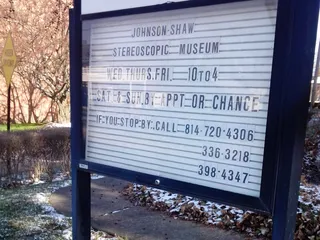 JOHNSON-SHAW
STEREOSCOPIC MUSEUM
WED.THURS.FRI. 10 TO 4
SAT & SUN.BY APPT OR CHANCE
IF YOU STOP BY, CALL: 814-720-4306
336-3218
398-4347